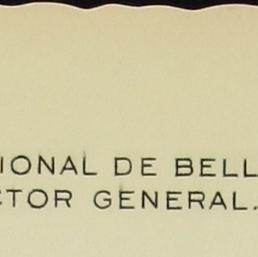 IONAL DE BELL
CTOR GENERAL.